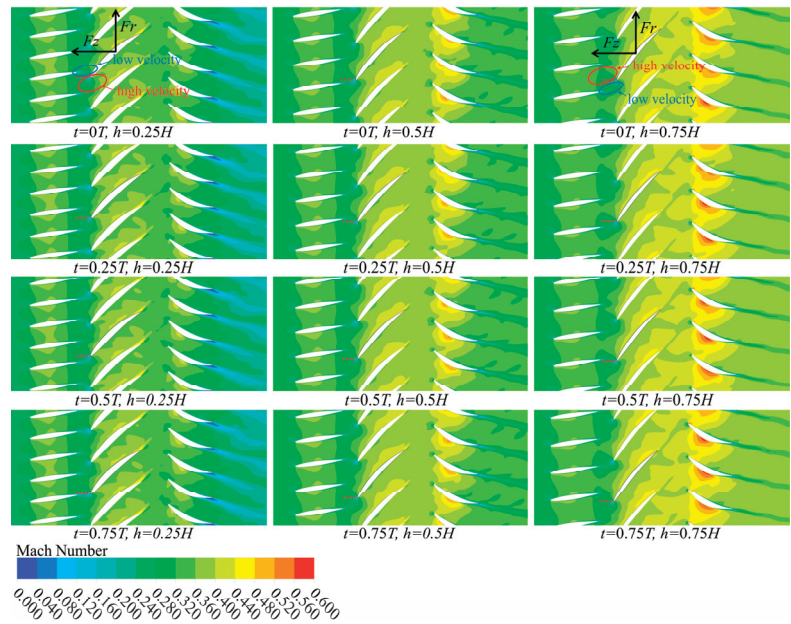 Fr
Fz
low velocity
high velocity
Fr
Fz
high velocity
low velocity
t=0T, h=0.25H
t=0T, h=0.5H
t=0T, h=0.75H
t=0.25T, h=0.25H
t=0.25T, h=0.5H
t=0.25T, h=0.75H
t=0.5T, h=0.25H
t=0.5T, h=0.5H
t=0.5T, h=0.75H
t=0.75T, h=0.25H
t=0.75T, h=0.5H
t=0.75T, h=0.75H
Mach Number
0.000
0.040
0.080
0.120
0.160
0.200
0.240
0.280
0.320
0.360
0.400
0.440
0.480
0.520
0.560
0.600